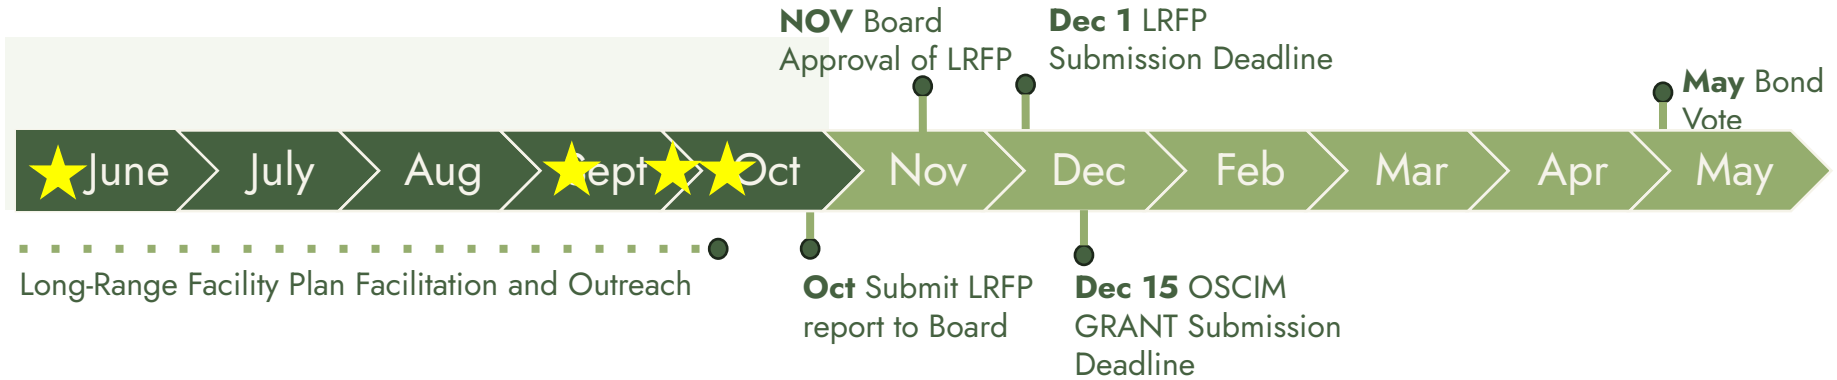 NOV Board
Approval of LRFP
Dec 1 LRFP
Submission Deadline
May Bond
Vote
June
July
Aug
Sept
Oct
Nov
Dec
Feb
Mar
Apr
May
Long-Range Facility Plan Facilitation and Outreach
Oct Submit LRFP
report to Board
Dec 15 OSCIM
GRANT Submission
Deadline